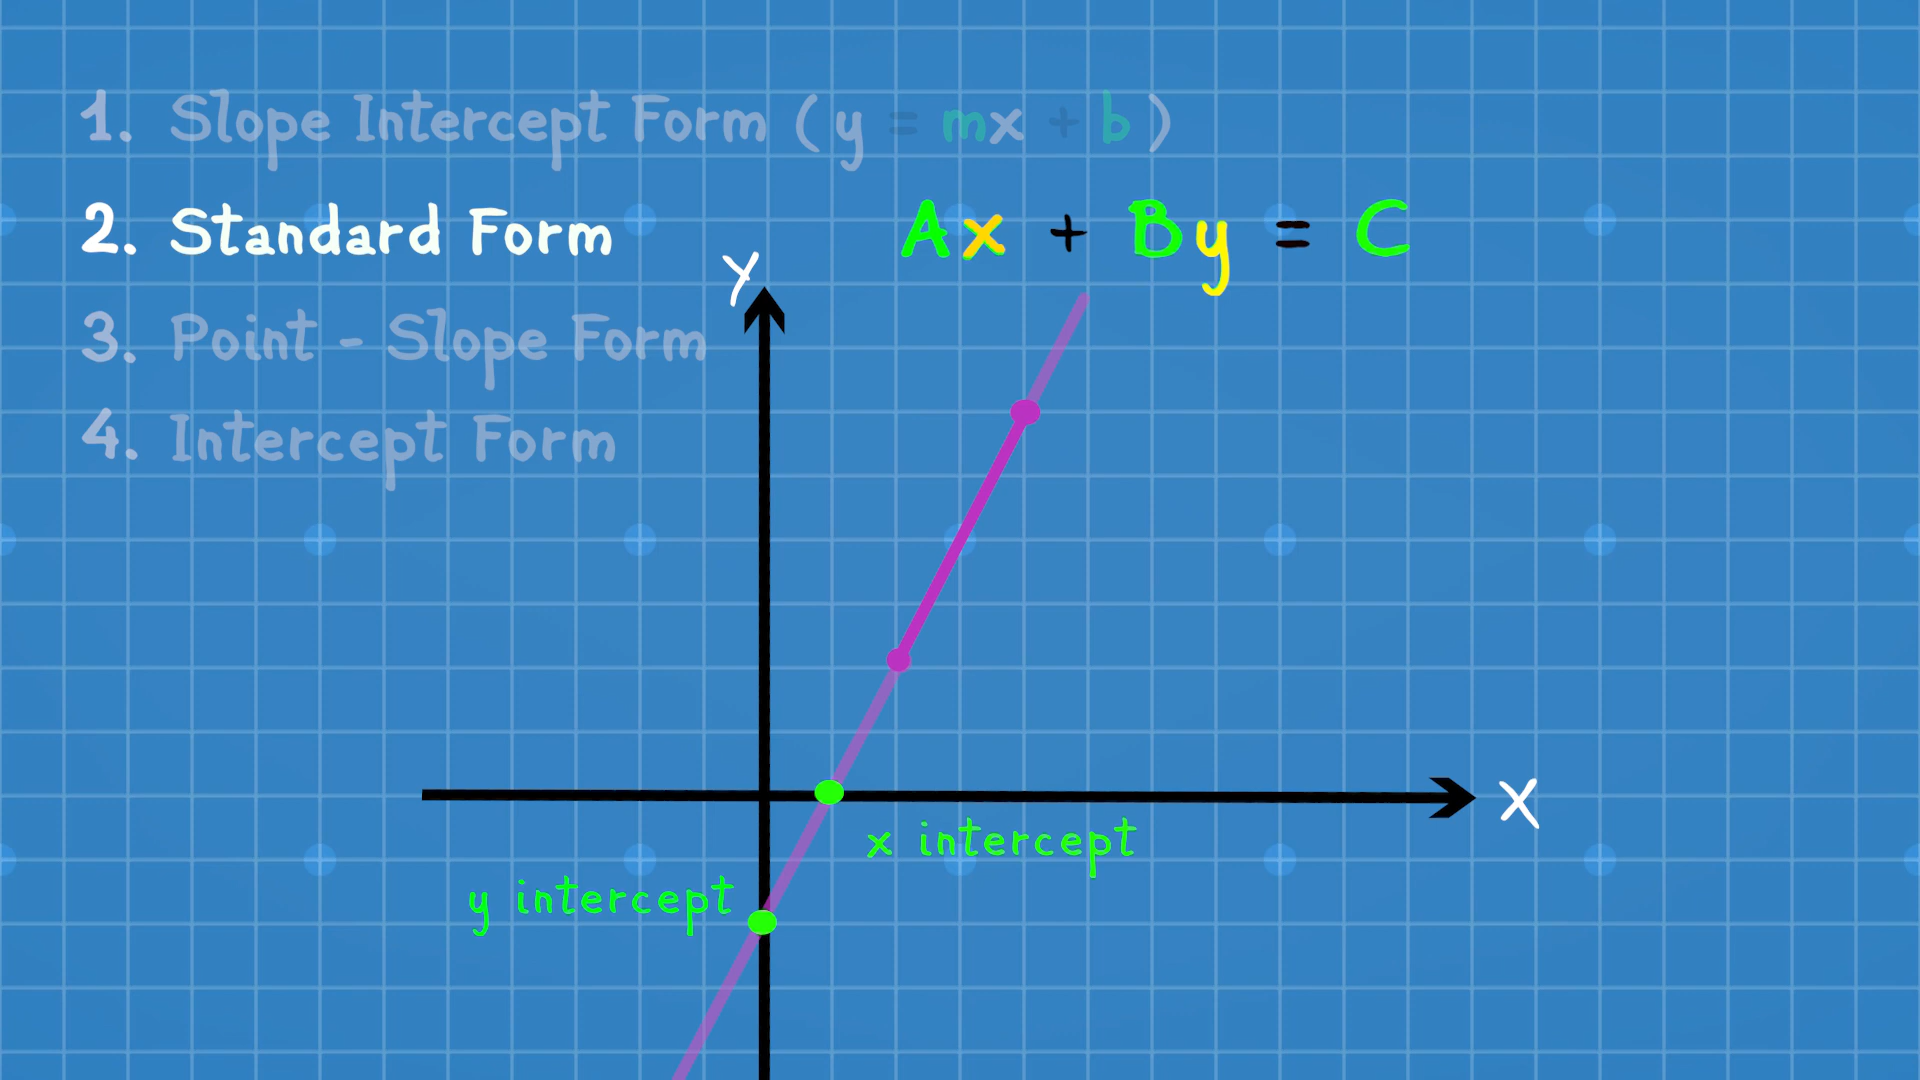 1. Slope Intercept Form (y = mx + b)
2. Standard Form
Ax + By = C
Y
3. Point - Slope Form
4. Intercept Form
X
x intercept
y intercept